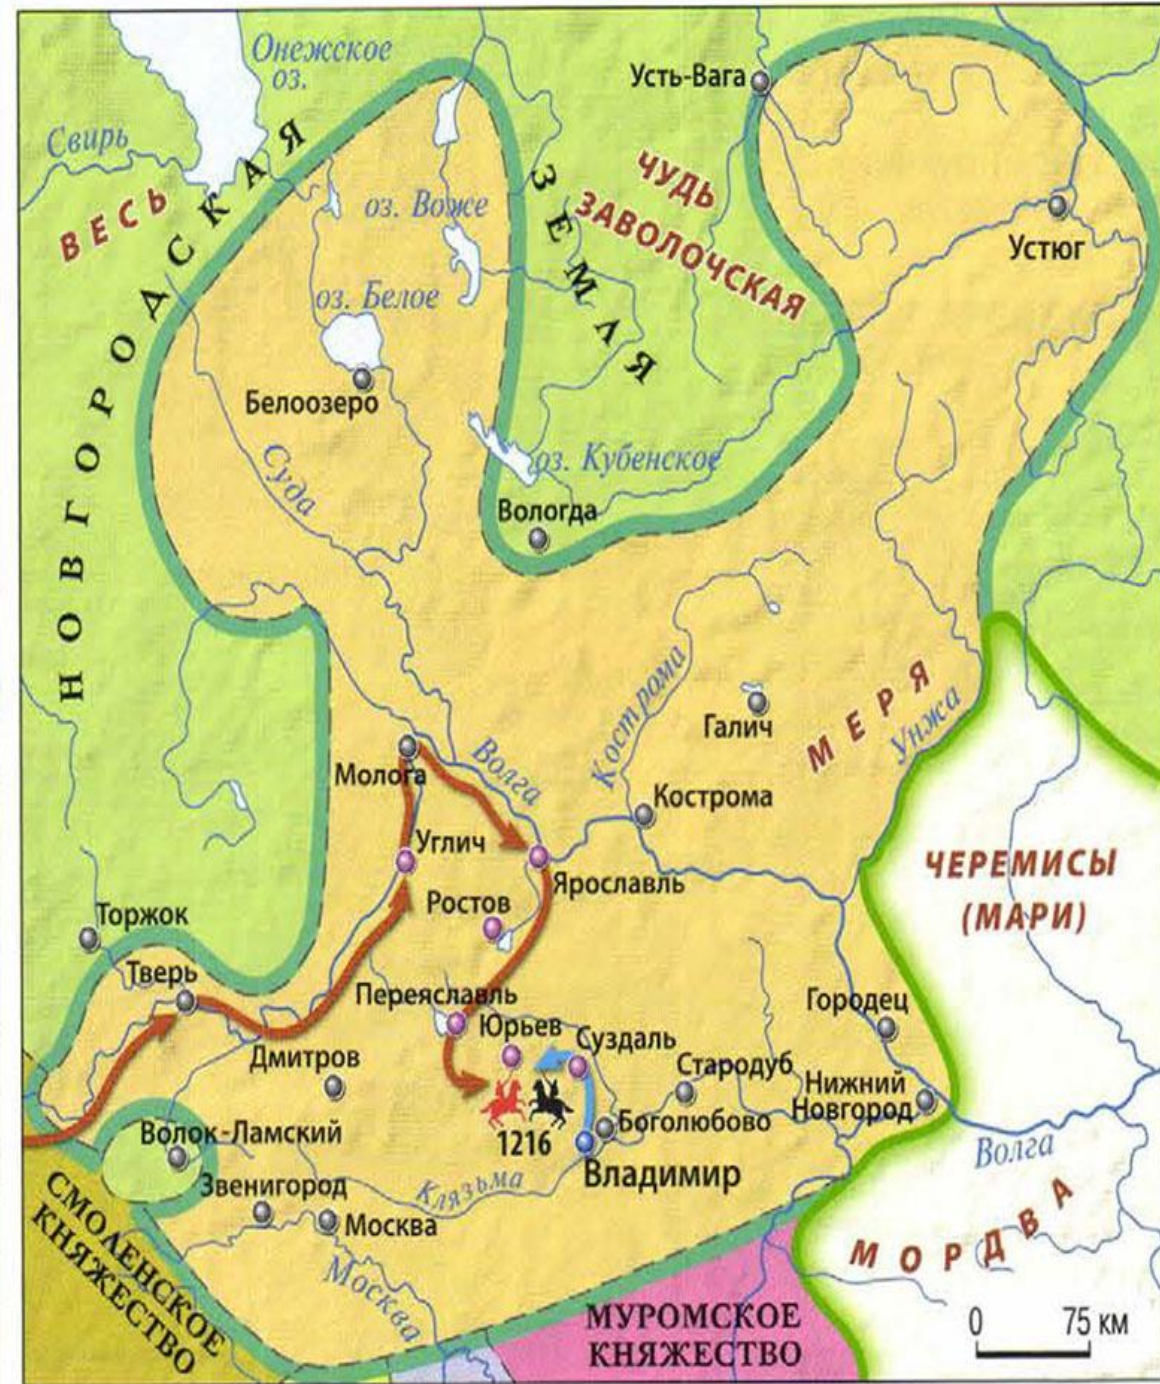 Онежское
оз.
Свирь
ВЕСЬ
НОВГОРОДСКАЯ
ЗЕМЛЯ
Усть-Вага
ЧУДЬ
ЗАВОЛОЧСКАЯ
оз. Воже
Устюг
оз. Белое
Белоозеро
Суда
оз. Кубенское
Вологда
Кострома
Галич
МЕРЯ
Унжа
Молога
Волга
Кострома
Углич
Ярославль
ЧЕРЕМИСЫ
(МАРИ)
Ростов
Торжок
Тверь
Переяславль
Городец
Юрьев
Суздаль
Дмитров
Стародуб
Нижний
Новгород
1216
Боголюбово
Волок-Ламский
Владимир
Волга
Звенигород
Клязьма
Москва
СМОЛЕНСКОЕ
КНЯЖЕСТВО
Москва
МОРДВА
МУРОМСКОЕ
КНЯЖЕСТВО
0 75 км